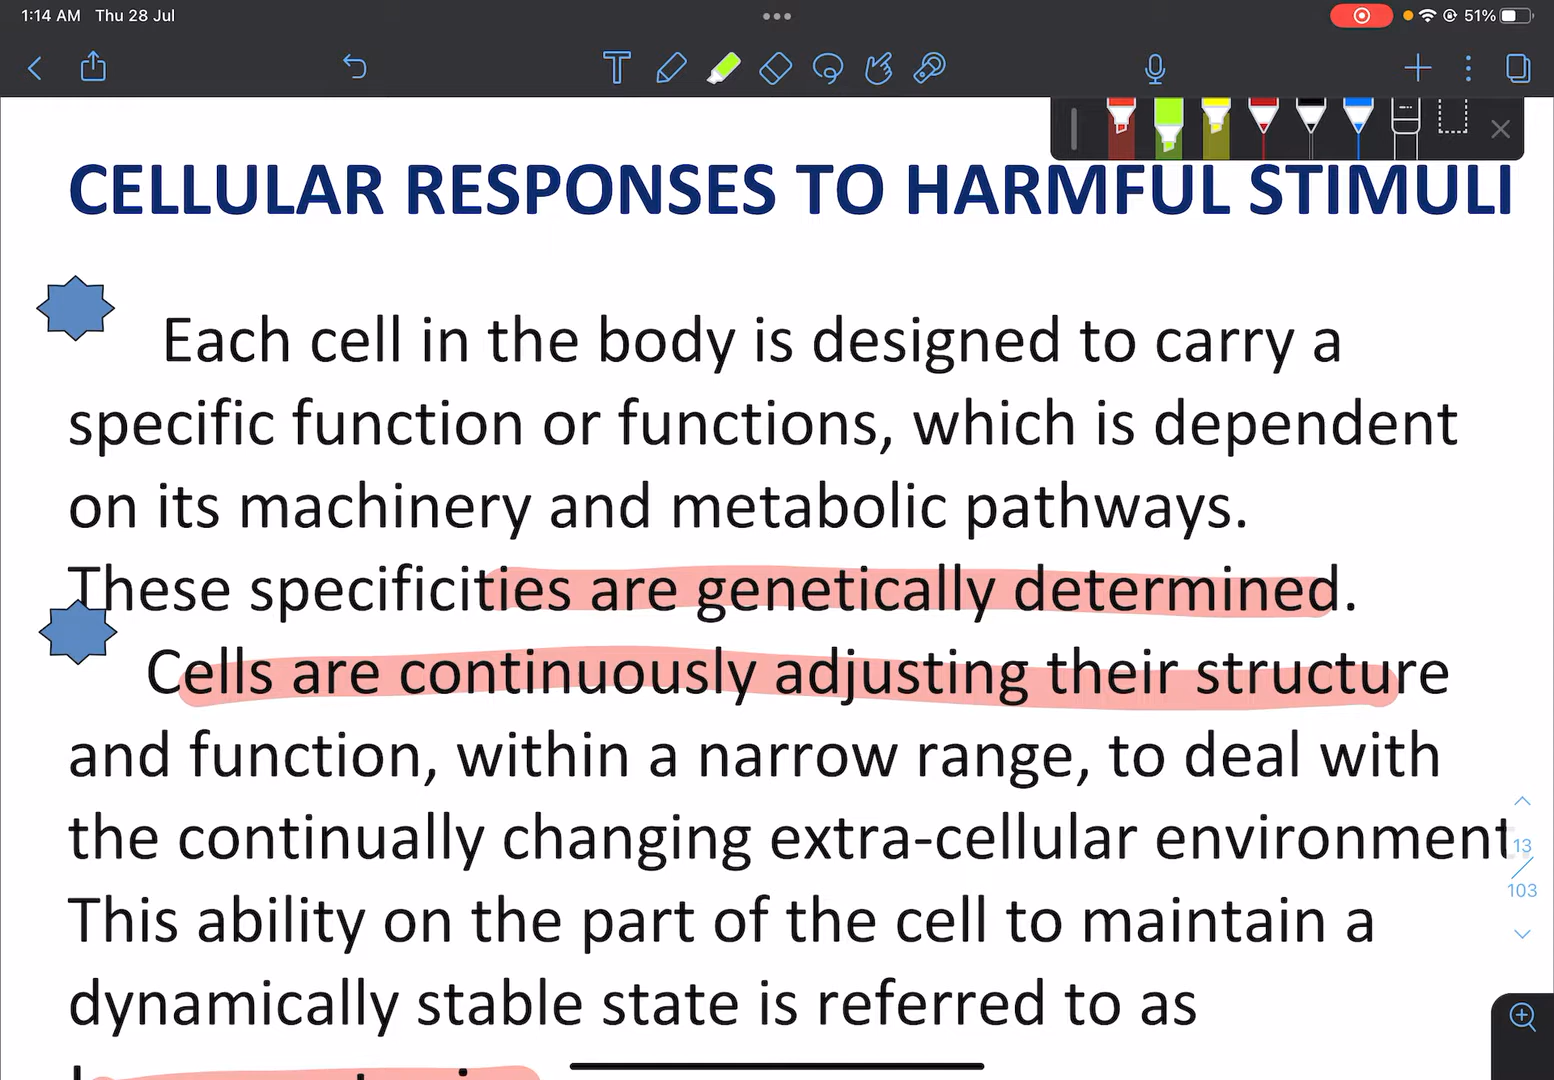 1:14 AM Thu 28 Jul
51%
T
CELLULAR RESPONSES TO HARMFUL STIMULI
Each cell in the body is designed to carry a
specific function or functions, which is dependent
on its machinery and metabolic pathways.
These specificities are genetically determined.
Cells are continuously adjusting their structure
and function, within a narrow range, to deal with
the continually changing extra-cellular environment
This ability on the part of the cell to maintain a
dynamically stable state is referred to as
13
103